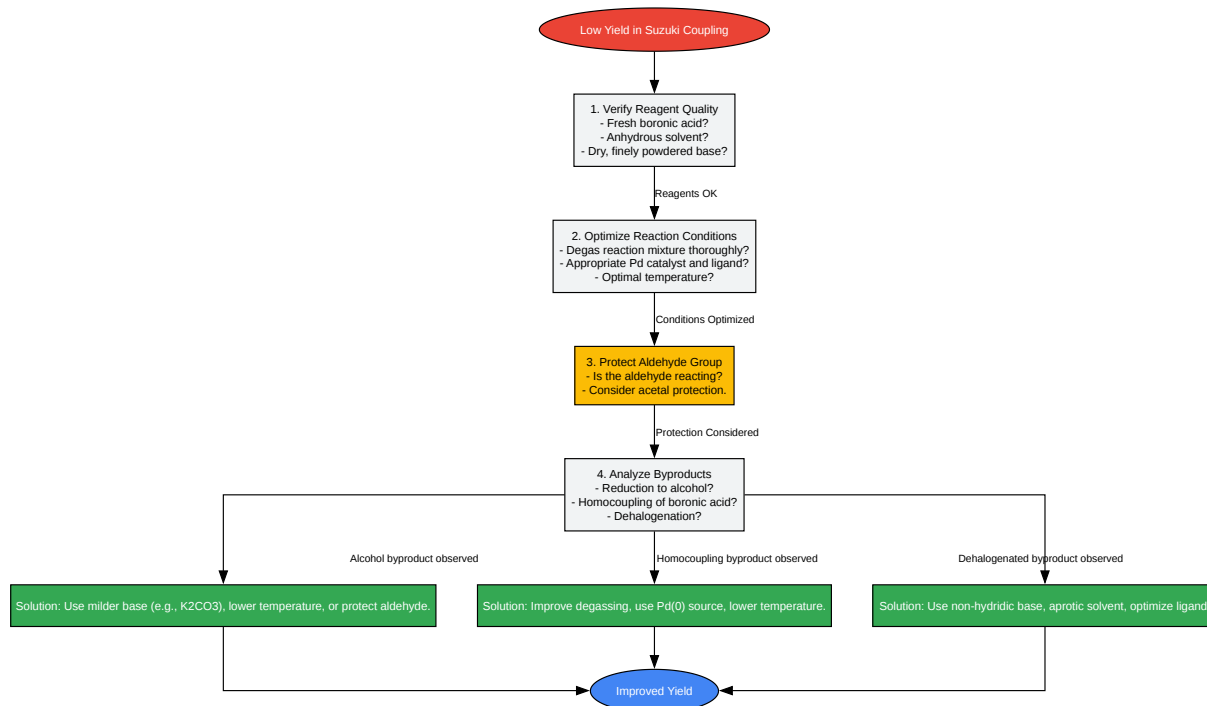 Low Yield in Suzuki Coupling
1. Verify Reagent Quality
- Fresh boronic acid?
- Anhydrous solvent?
- Dry, finely powdered base?
Reagents OK
2. Optimize Reaction Conditions
- Degas reaction mixture thoroughly?
- Appropriate Pd catalyst and ligand?
- Optimal temperature?
Conditions Optimized
3. Protect Aldehyde Group
- Is the aldehyde reacting?
- Consider acetal protection.
Protection Considered
4. Analyze Byproducts
- Reduction to alcohol?
- Homocoupling of boronic acid?
- Dehalogenation?
Alcohol byproduct observed
Homocoupling byproduct observed
Dehalogenated byproduct observed
Solution: Use milder base (e.g., K2CO3), lower temperature, or protect aldehyde.
Solution: Improve degassing, use Pd(0) source, lower temperature.
Solution: Use non-hydridic base, aprotic solvent, optimize ligand
Improved Yield